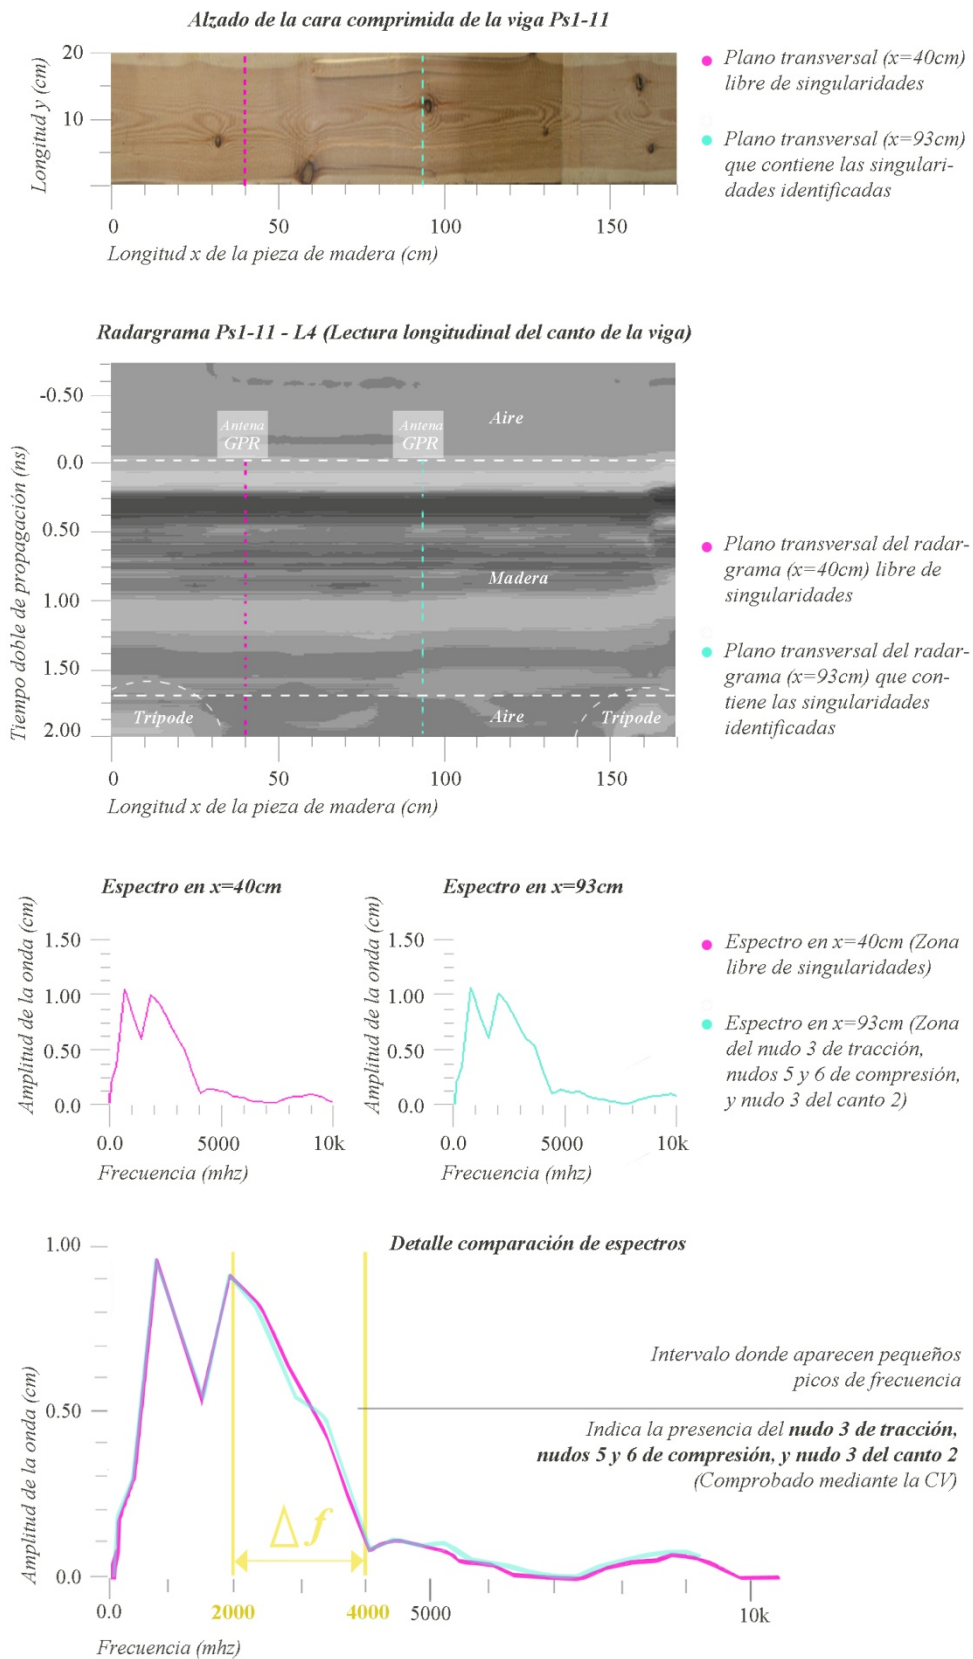 Alzado de la cara comprimida de la viga Ps1-11
20
10
Longitud y (cm)
0
50
100
150
Longitud x de la pieza de madera (cm)
Plano transversal (x=40cm)
libre de singularidades
Plano transversal (x=93cm)
que contiene las singulari-
dades identificadas
Radargrama Ps1-11 - L4 (Lectura longitudinal del canto de la viga)
Tiempo doble de propagación (ns)
-0.50
0.0
0.50
1.00
1.50
2.00
Antena
GPR
Antena
GPR
Aire
Madera
Trípode
Aire
Trípode
0
50
100
150
Longitud x de la pieza de madera (cm)
Plano transversal del radar-
grama (x=40cm) libre de
singularidades
Plano transversal del radar-
grama (x=93cm) que con-
tiene las singularidades
identificadas
Espectro en x=40cm
Amplitud de la onda (cm)
1.50
1.00
0.50
0.0
0.0
5000
10k
Frecuencia (mhz)
Espectro en x=93cm
Amplitud de la onda (cm)
1.50
1.00
0.50
0.0
0.0
5000
10k
Frecuencia (mhz)
Espectro en x=40cm (Zona
libre de singularidades)
Espectro en x=93cm (Zona
del nudo 3 de tracción,
nudos 5 y 6 de compresión,
y nudo 3 del canto 2)
Detalle comparación de espectros
Amplitud de la onda (cm)
1.00
0.50
0.0
Δ f
0.0
2000
4000
5000
10k
Frecuencia (mhz)
Intervalo donde aparecen pequeños
picos de frecuencia
Indica la presencia del nudo 3 de tracción,
nudos 5 y 6 de compresión, y nudo 3 del canto 2
(Comprobado mediante la CV)